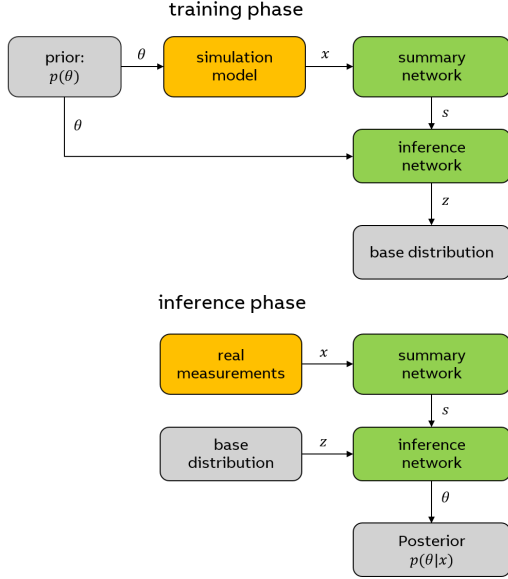 training phase
prior:
p(θ)
θ
simulation
model
x
summary
network
s
θ
inference
network
z
base distribution
inference phase
real
measurements
x
summary
network
s
base
distribution
z
inference
network
θ
Posterior
p(θ|x)